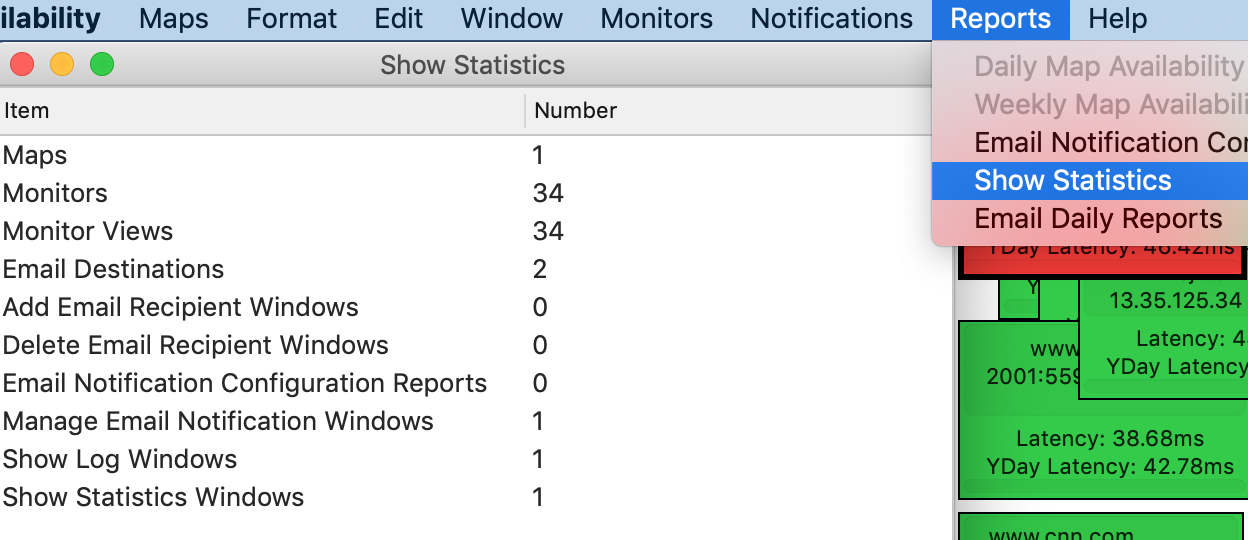 ilability Maps Format Edit Window Monitors Notifications Reports Help
Show Statistics
Item Number
Maps 1
Monitors 34
Monitor Views 34
Email Destinations 2
Add Email Recipient Windows 0
Delete Email Recipient Windows 0
Email Notification Configuration Reports 0
Manage Email Notification Windows 1
Show Log Windows 1
Show Statistics Windows 1
Daily Map Availability
Weekly Map Availabili
Email Notification Con
Show Statistics
Email Daily Reports
YDay Latency: 46.42ms
Y
13.35.125.34
Latency: 4
YDay Latency
www
2001:559
Latency: 38.68ms
YDay Latency: 42.78ms
www.cnn.com